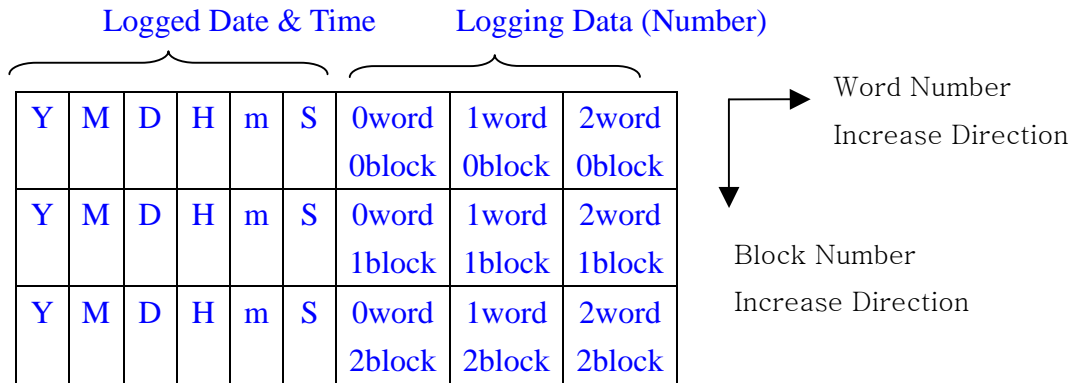 Logged Date & Time Logging Data (Number)
Word Number
Increase Direction
Y M D H m S 0word 1word 2word
0block 0block 0block
Y M D H m S 0word 1word 2word
1block 1block 1block
Y M D H m S 0word 1word 2word
2block 2block 2block
Block Number
Increase Direction